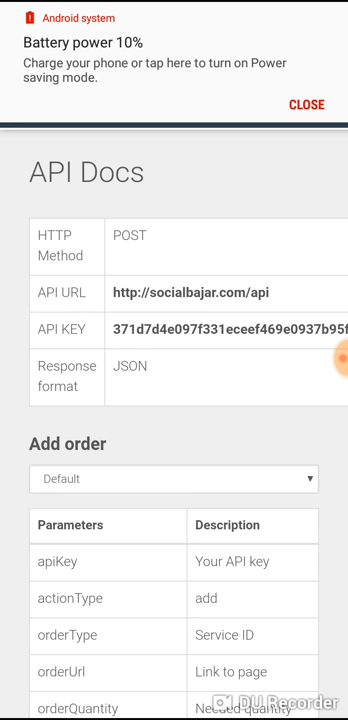 Android system
Battery power 10%
Charge your phone or tap here to turn on Power
saving mode.
CLOSE
API Docs
HTTP
Method
POST
API URL
http://socialbajar.com/api
API KEY
371d7d4e097f331eceef469e0937b95f
Response
format
JSON
Add order
Default
Parameters Description
apiKey Your API key
actionType add
orderType Service ID
orderUrl Link to page
orderQuantity Needed quantity
DU Recorder